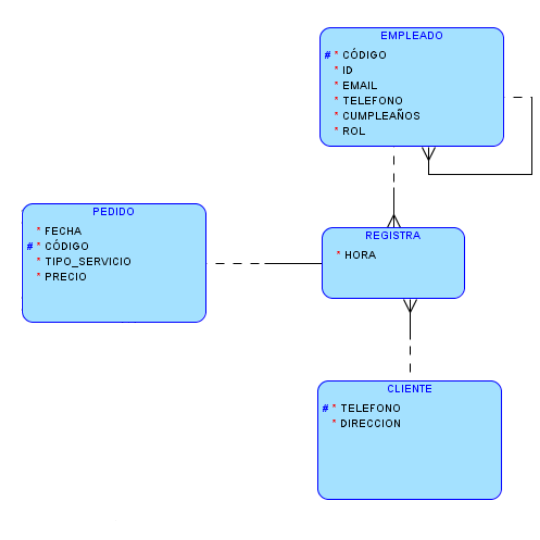 EMPLEADO
# * CÓDIGO
* ID
* EMAIL
* TELEFONO
* CUMPLEAÑOS
* ROL
PEDIDO
* FECHA
# * CÓDIGO
* TIPO_SERVICIO
* PRECIO
REGISTRA
* HORA
CLIENTE
# * TELEFONO
* DIRECCION